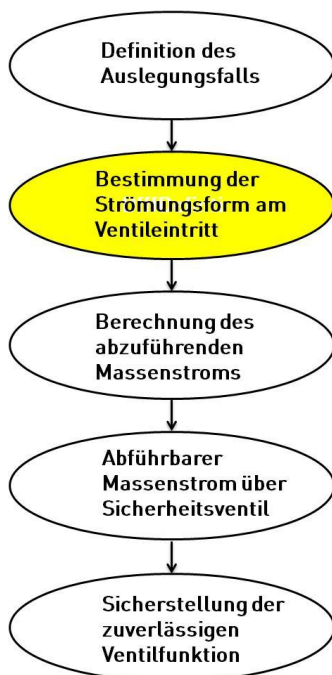 Definition des
Auslegungsfalls
Bestimmung der
Strömungsform am
Ventileintritt
Berechnung des
abzuführenden
Massenstroms
Abführbarer
Massenstrom über
Sicherheitsventil
Sicherstellung der
zuverlässigen
Ventilfunktion